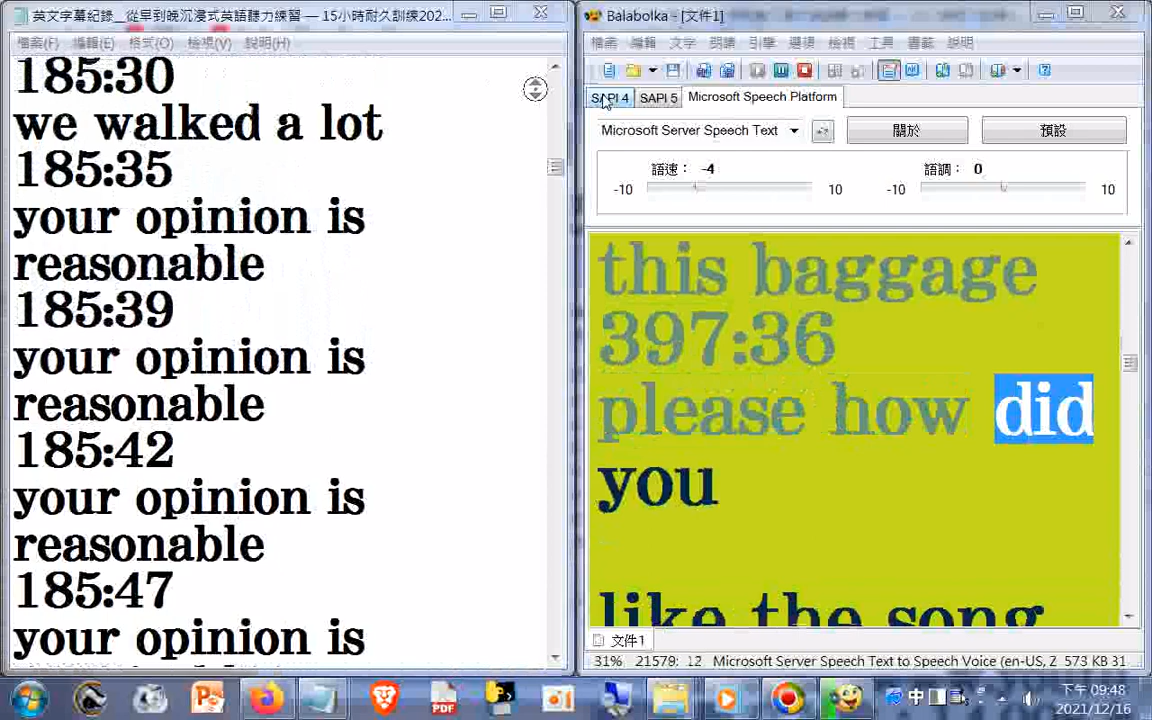 英文字幕紀錄__從早到晚沉浸式英語聽力練習 — 15小時耐久訓練202...
檔案(F) 編輯(E) 格式(O) 檢視(V) 說明(H)
185:30
we walked a lot
185:35
your opinion is
reasonable
185:39
your opinion is
reasonable
185:42
your opinion is
reasonable
185:47
your opinion is
Balabolka - [文件1]
檔案 編輯 文字 朗讀 引擎 選項 檢視 工具 書籤 說明
SAPI 4 SAPI 5 Microsoft Speech Platform
Microsoft Server Speech Text
關於 預設
語速: -4 語調: 0
-10 10 -10 10
this baggage
397:36
please how did
you
like the song
文件1
31% 21579: 12 Microsoft Server Speech Text to Speech Voice (en-US, Z 573 KB 31
PDF
中
下午 09:48
2021/12/16